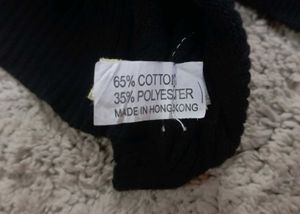 65% COTTON
35% POLYESTER
MADE IN HONGKONG